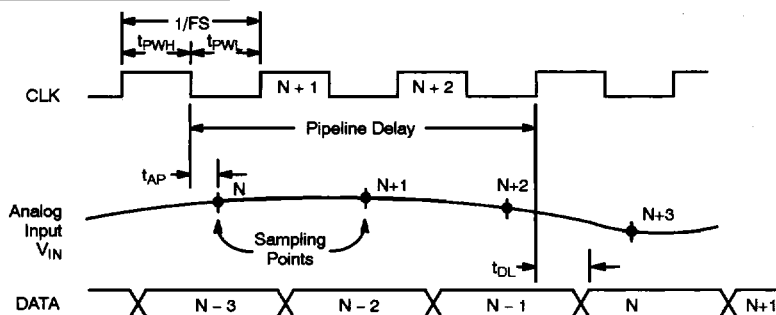 1/FS
tPWH tPWL
CLK N + 1 N + 2
Pipeline Delay
tAP
N N+1 N+2 N+3
Analog
Input
VIN
Sampling
Points
tDL
DATA N – 3 N – 2 N – 1 N N+1